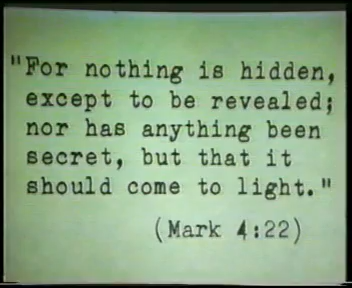 "For nothing is hidden,
except to be revealed;
nor has anything been
secret, but that it
should come to light."
(Mark 4:22)